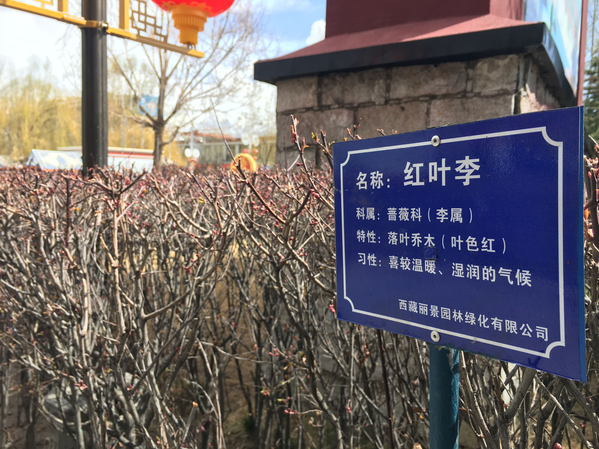 名称：红叶李
科属：蔷薇科（李属）
特性：落叶乔木（叶色红）
习性：喜较温暖、湿润的气候
西藏丽景园林绿化有限公司